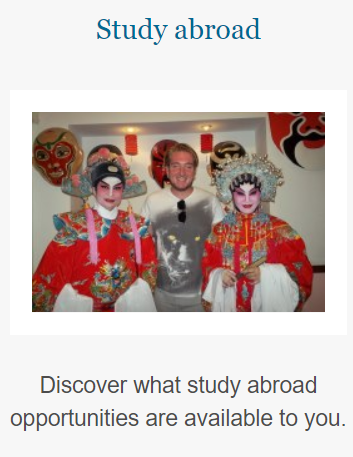 Study abroad
Discover what study abroad
opportunities are available to you.